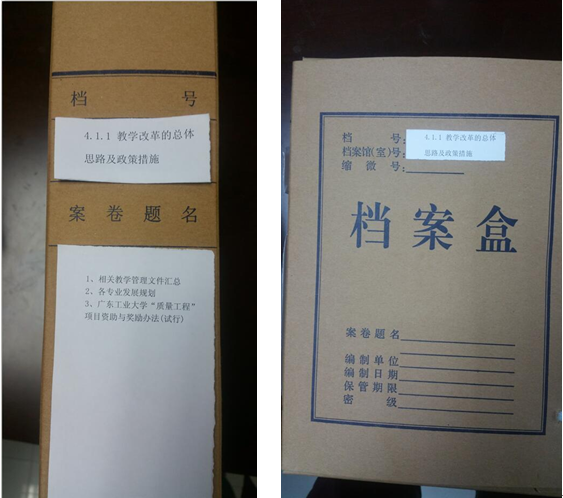 档 号
4.1.1 教学改革的总体
思路及政策措施
案卷题名
1、相关教学管理文件汇总
2、各专业发展规划
3、广东工业大学“质量工程”
项目资助与奖励办法(试行)
档 号:
4.1.1 教学改革的总体
档案馆(室)号:
思路及政策措施
缩 微 号:
档案盒
案卷题名
编制单位
编制日期
保管期限
密 级